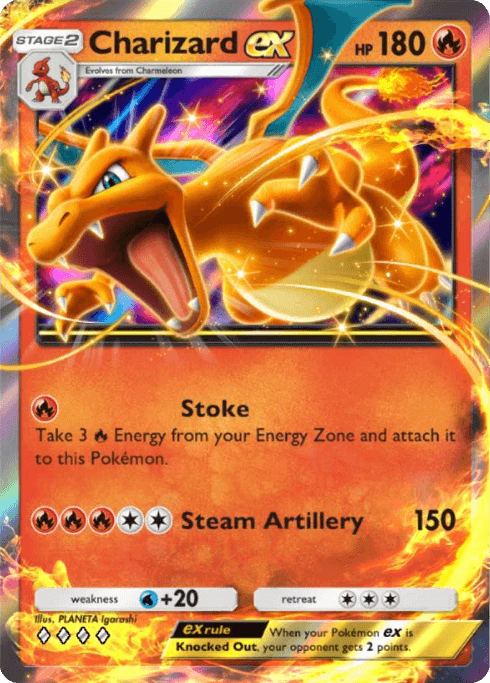 STAGE2 Charizard ex HP 180
Evolves from Charmeleon
Stoke
Take 3 Energy from your Energy Zone and attach it
to this Pokémon.
Steam Artillery 150
weakness +20 retreat
Illus. PLANETA Igarashi
ex rule When your Pokémon ex is
Knocked Out, your opponent gets 2 points.